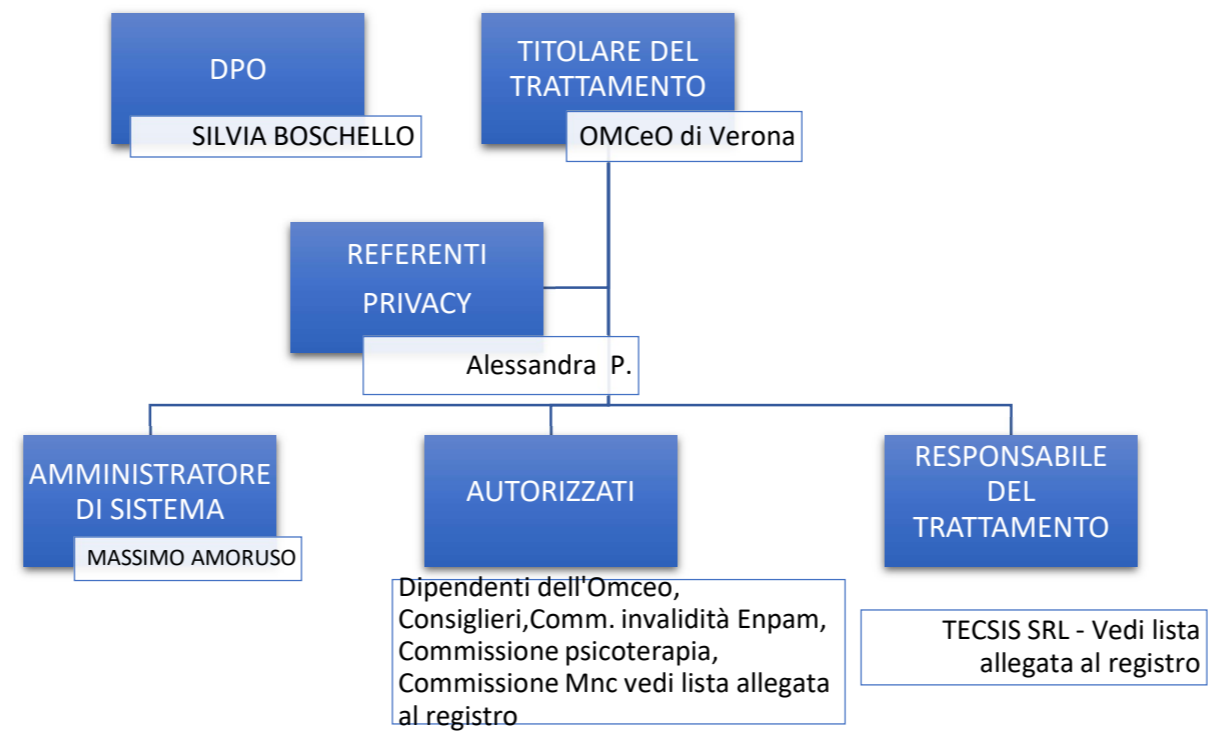 DPO
SILVIA BOSCHELLO
TITOLARE DEL
TRATTAMENTO
OMCeO di Verona
REFERENTI
PRIVACY
Alessandra P.
AMMINISTRATORE
DI SISTEMA
MASSIMO AMORUSO
AUTORIZZATI
Dipendenti dell'Omceo,
Consiglieri,Comm. invalidità Enpam,
Commissione psicoterapia,
Commissione Mnc vedi lista allegata
al registro
RESPONSABILE
DEL
TRATTAMENTO
TECSIS SRL - Vedi lista
allegata al registro